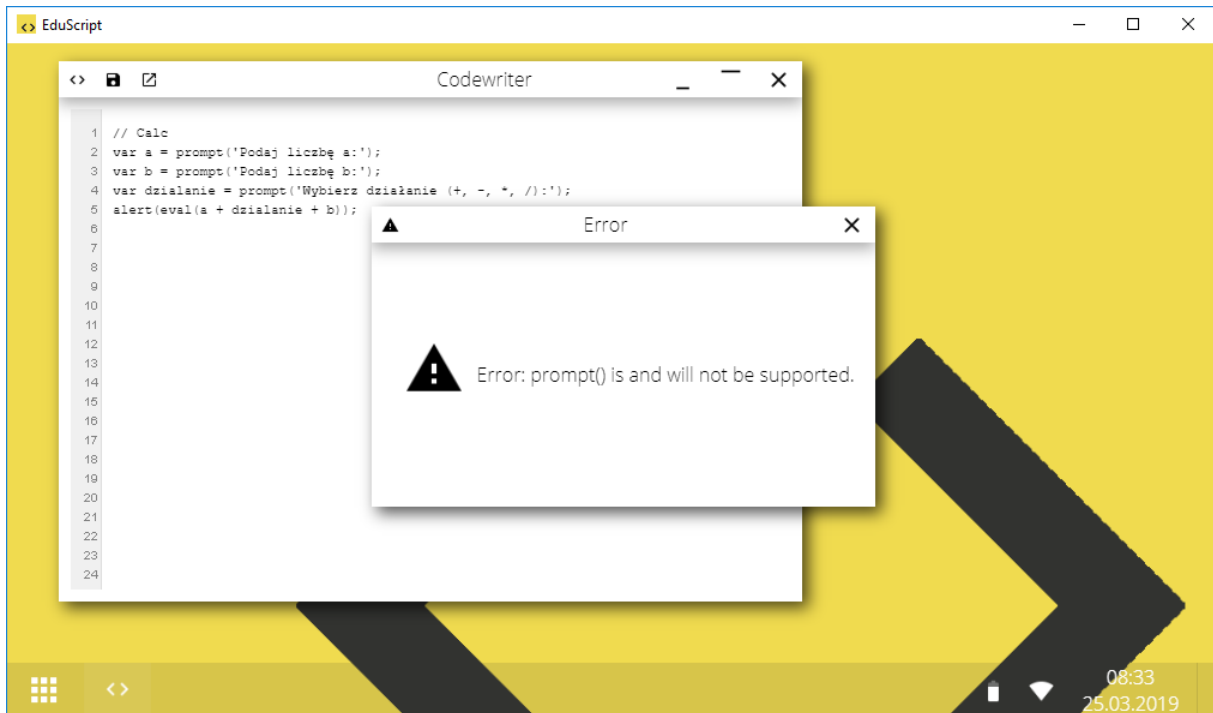 EduScript
Codewriter
1 // Calc
2 var a = prompt('Podaj liczbę a:');
3 var b = prompt('Podaj liczbę b:');
4 var dzialanie = prompt('Wybierz działanie (+, -, *, /):');
5 alert(eval(a + dzialanie + b));
6
7
8
9
10
11
12
13
14
15
16
17
18
19
20
21
22
23
24
Error
Error: prompt() is and will not be supported.
08:33
25.03.2019